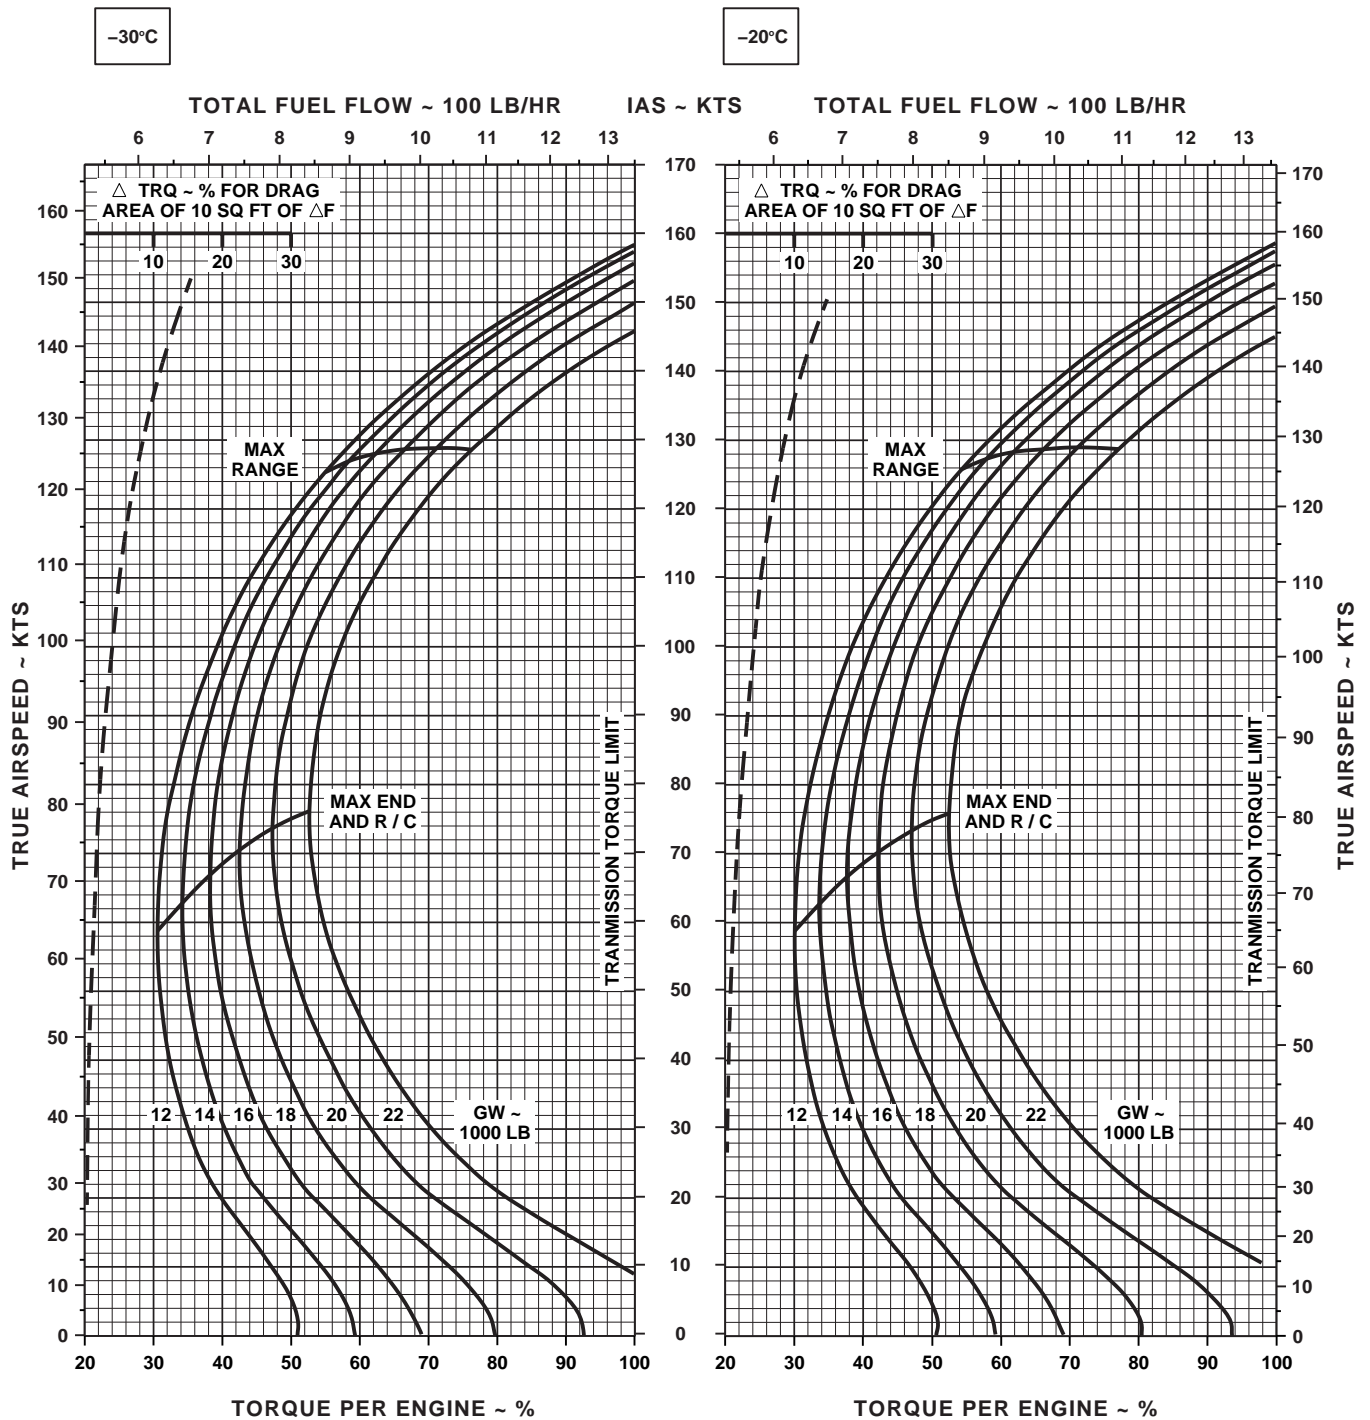 −30°C
−20°C
TOTAL FUEL FLOW ~ 100 LB/HR
IAS ~ KTS
TOTAL FUEL FLOW ~ 100 LB/HR
6 7 8 9 10 11 12 13
6 7 8 9 10 11 12 13
△ TRQ ~ % FOR DRAG
AREA OF 10 SQ FT OF △F
10 20 30
△ TRQ ~ % FOR DRAG
AREA OF 10 SQ FT OF △F
10 20 30
TRUE AIRSPEED ~ KTS
160
150
140
130
120
110
100
90
80
70
60
50
40
30
20
10
0
MAX
RANGE
MAX END
AND R / C
TRANMISSION TORQUE LIMIT
12 14 16 18 20 22
GW ~
1000 LB
20 30 40 50 60 70 80 90 100
TORQUE PER ENGINE ~ %
170
160
150
140
130
120
110
100
90
80
70
60
50
40
30
20
10
0
MAX
RANGE
MAX END
AND R / C
TRANMISSION TORQUE LIMIT
12 14 16 18 20 22
GW ~
1000 LB
20 30 40 50 60 70 80 90 100
TORQUE PER ENGINE ~ %
170
160
150
140
130
120
110
100
90
80
70
60
50
40
30
20
10
0
TRUE AIRSPEED ~ KTS